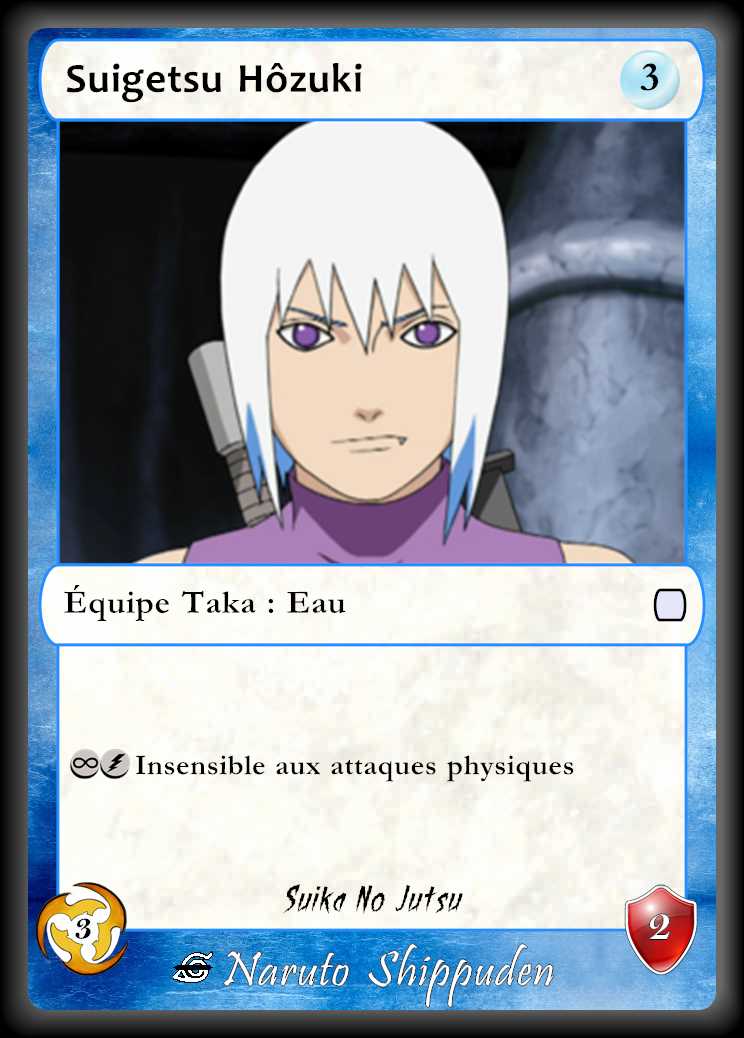 Suigetsu Hôzuki 3
Équipe Taka : Eau
Insensible aux attaques physiques
Suika No Jutsu
3 2
Naruto Shippuden